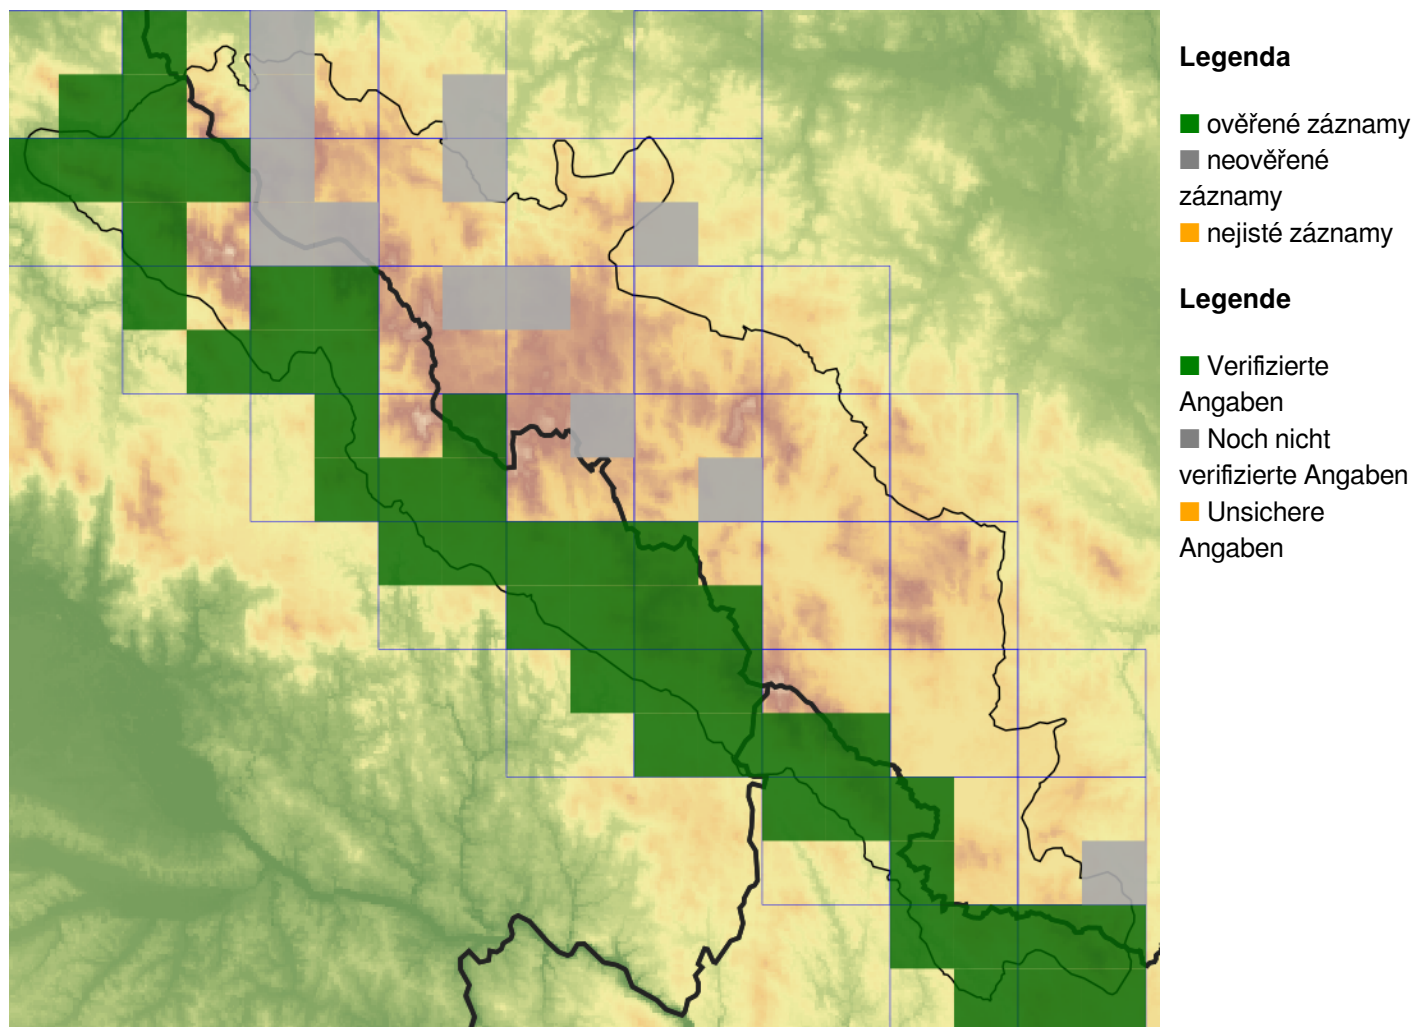 Legenda
ověřené záznamy
neověřené
záznamy
nejisté záznamy
Legende
Verifizierte
Angaben
Noch nicht
verifizierte Angaben
Unsichere
Angaben